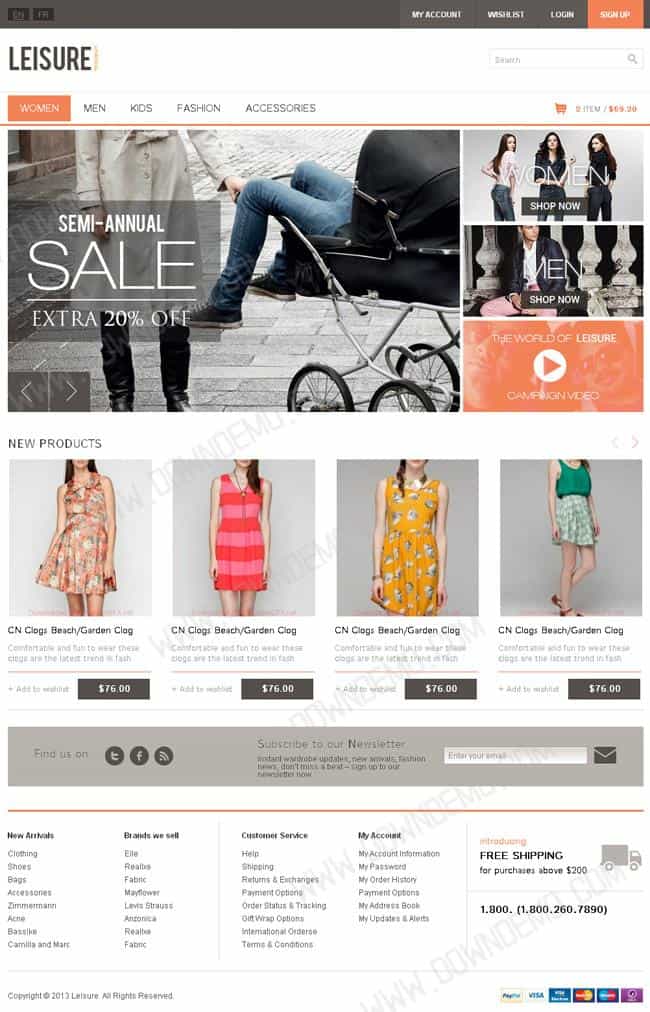 EN FR MY ACCOUNT WISHLIST LOGIN SIGN UP
LEISURE
Search
WOMEN MEN KIDS FASHION ACCESSORIES
2 ITEM / $69.20
SEMI-ANNUAL
SALE
EXTRA 20% OFF
WOMEN
SHOP NOW
MEN
SHOP NOW
THE WORLD OF LEISURE
CAMPAIGN VIDEO
NEW PRODUCTS
CN Clogs Beach/Garden Clog
Comfortable and fun to wear these
clogs are the latest trend in fash
+ Add to wishlist $76.00
CN Clogs Beach/Garden Clog
Comfortable and fun to wear these
clogs are the latest trend in fash
+ Add to wishlist $76.00
CN Clogs Beach/Garden Clog
Comfortable and fun to wear these
clogs are the latest trend in fash
+ Add to wishlist $76.00
CN Clogs Beach/Garden Clog
Comfortable and fun to wear these
clogs are the latest trend in fash
+ Add to wishlist $76.00
Find us on
Subscribe to our Newsletter
Instant wardrobe updates, new arrivals, fashion
news, don't miss a beat – sign up to our
newsletter now.
Enter your email
New Arrivals
Clothing
Shoes
Bags
Accessories
Zimmermann
Acne
Bass|ke
Camilla and Marc
Brands we sell
Elle
Reallxe
Fabric
Mayflower
Levis Strauss
Anzonica
Reallxe
Fabric
Customer Service
Help
Shipping
Returns & Exchanges
Payment Options
Order Status & Tracking
Gift Wrap Options
International Orderse
Terms & Conditions
My Account
My Account Information
My Password
My Order History
Payment Options
My Address Book
My Updates & Alerts
introducing
FREE SHIPPING
for purchases above $200
1.800. (1.800.260.7890)
Copyright © 2013 Leisure. All Rights Reserved.
PayPal VISA VISA
WWW.DOWNDEMO.COM